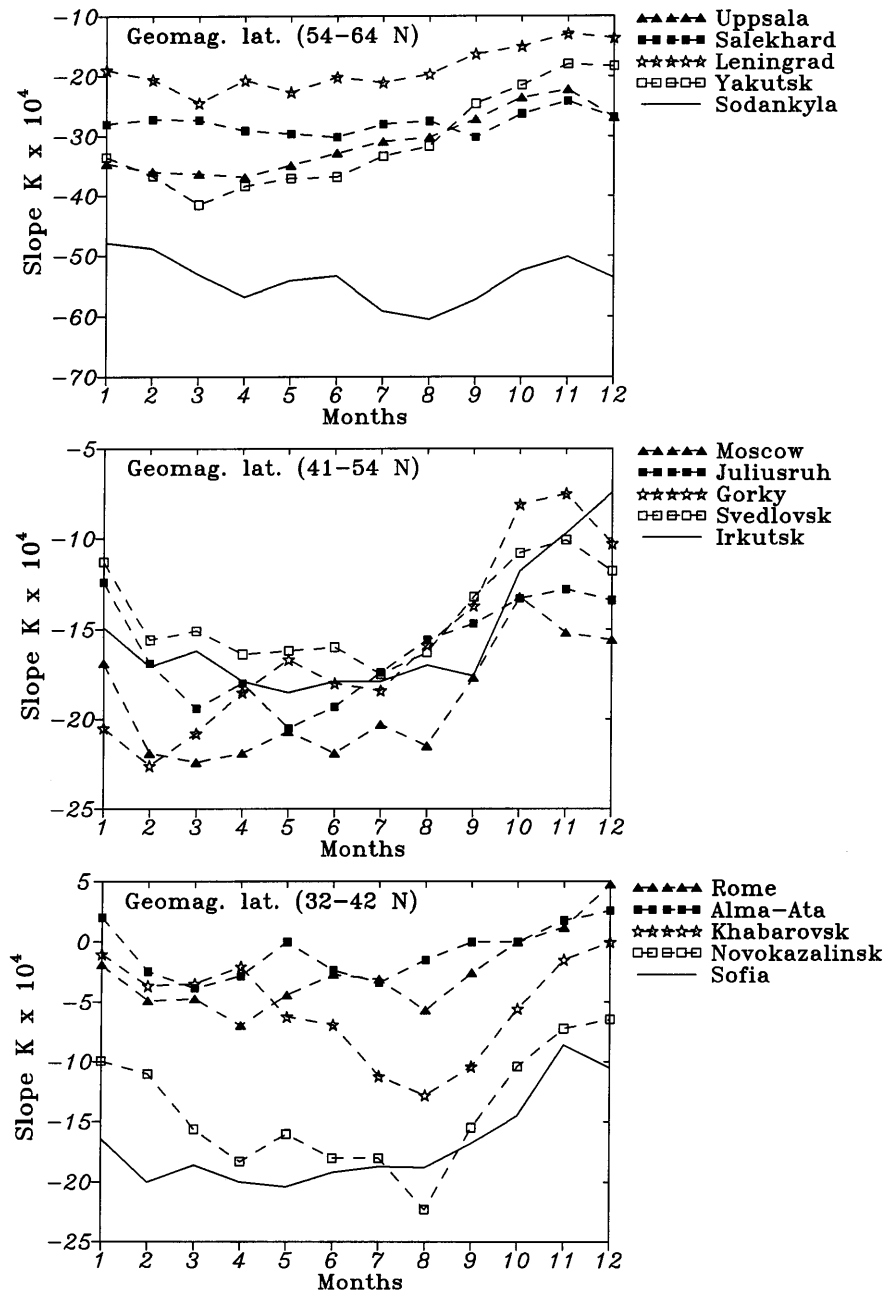 Geomag. lat. (54-64 N)
Uppsala
Salekhard
Leningrad
Yakutsk
Sodankyla
-10
-20
-30
-40
-50
-60
-70
Slope K x 10⁴
1 2 3 4 5 6 7 8 9 10 11 12
Months
Geomag. lat. (41-54 N)
Moscow
Juliusruh
Gorky
Svedlovsk
Irkutsk
-5
-10
-15
-20
-25
Slope K x 10⁴
1 2 3 4 5 6 7 8 9 10 11 12
Months
Geomag. lat. (32-42 N)
Rome
Alma-Ata
Khabarovsk
Novokazalinsk
Sofia
5
0
-5
-10
-15
-20
-25
Slope K x 10⁴
1 2 3 4 5 6 7 8 9 10 11 12
Months